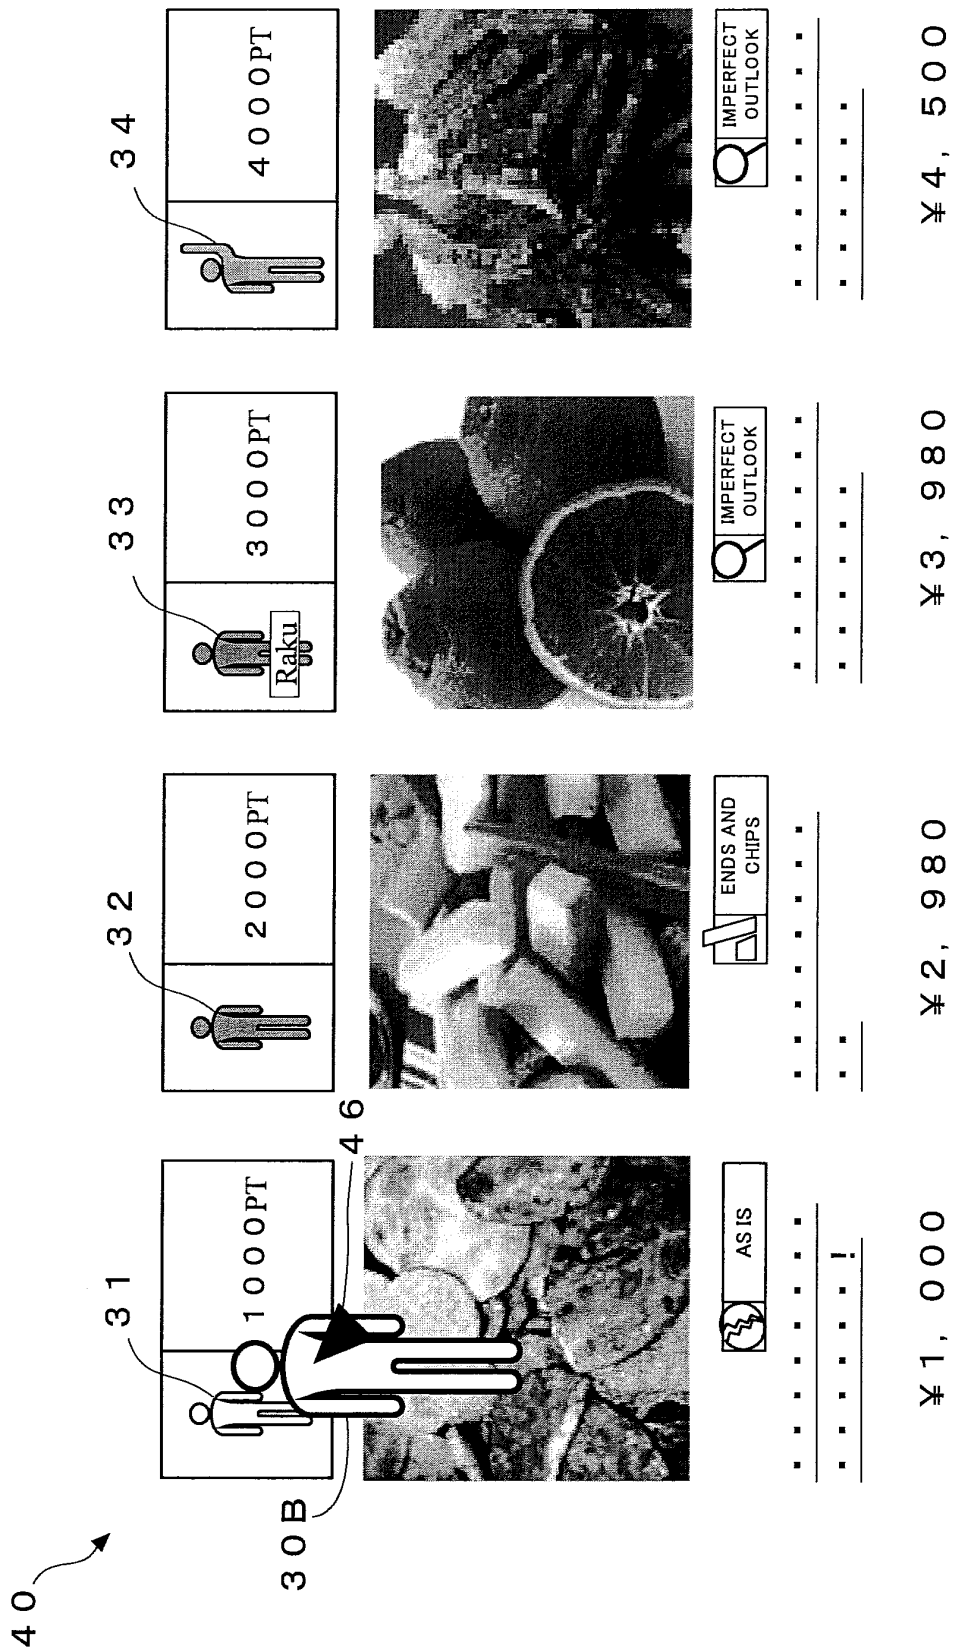 40
31
32
33
34
1000PT
2000PT
3000PT
Raku
4000PT
30B
46
AS IS
ENDS AND
CHIPS
IMPERFECT
OUTLOOK
IMPERFECT
OUTLOOK
!
¥1,000
¥2,980
¥3,980
¥4,500